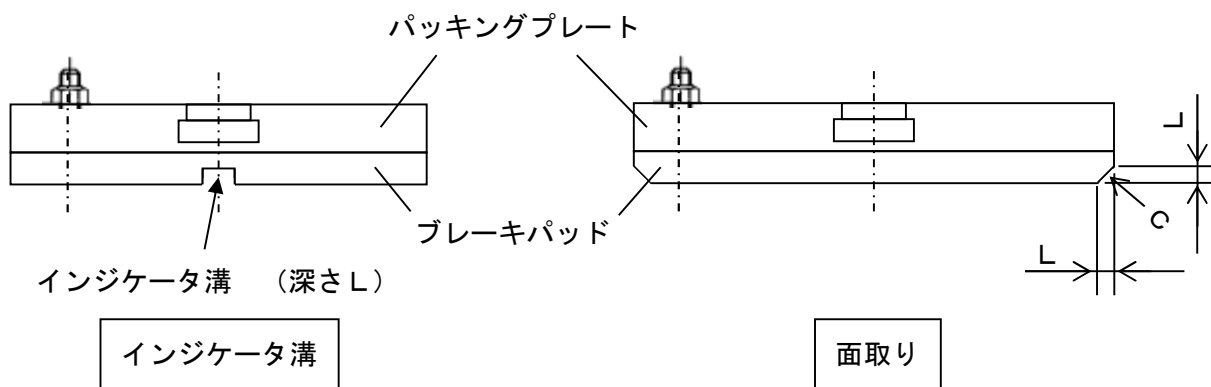 パッキングプレート
ブレーキパッド
インジケータ溝　（深さＬ）
インジケータ溝
L
C
L
面取り